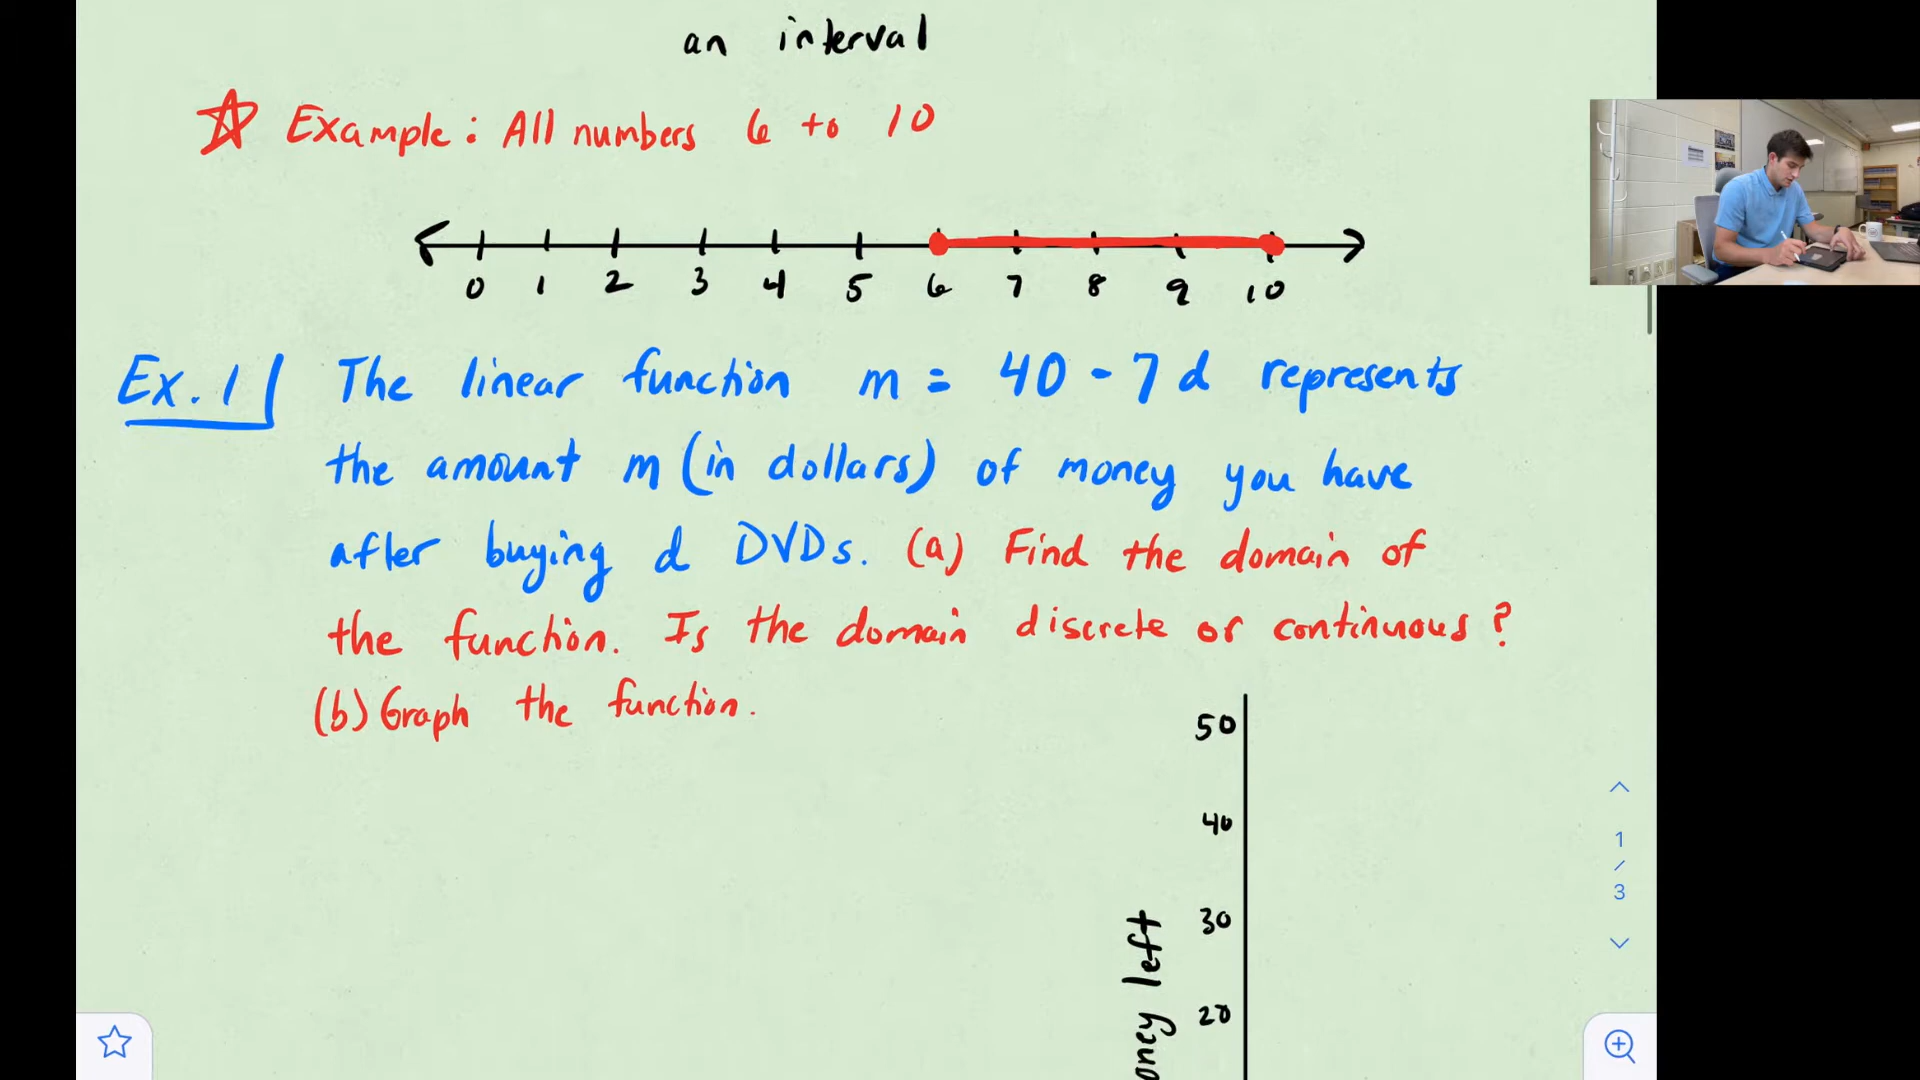 an interval
Example: All numbers 6 to 10
0 1 2 3 4 5 6 7 8 9 10
Ex. 1 The linear function m = 40 - 7d represents
the amount m (in dollars) of money you have
after buying d DVDs. (a) Find the domain of
the function. Is the domain discrete or continuous?
(b) Graph the function.
50
40
30
20
oney left
1
/
3